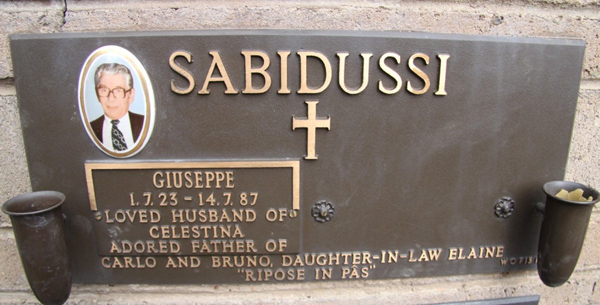 SABIDUSSI
GIUSEPPE
1.7.23 - 14.7.87
"LOVED HUSBAND OF
CELESTINA
ADORED FATHER OF
CARLO AND BRUNO, DAUGHTER-IN-LAW ELAINE
"RIPOSE IN PÂS"